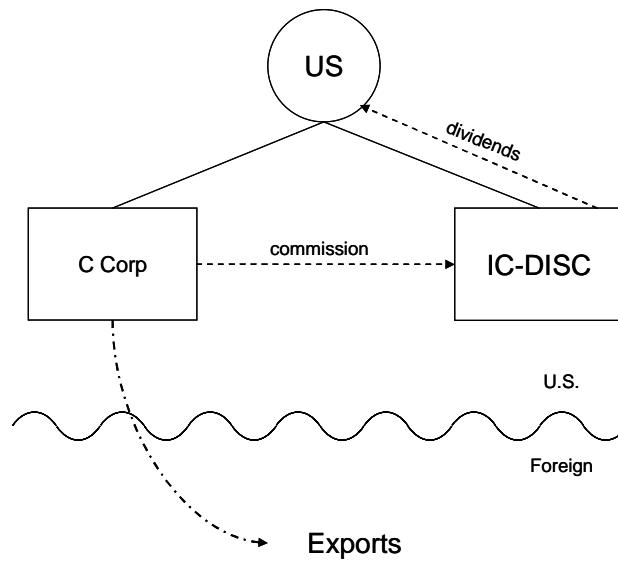 US
dividends
C Corp
commission
IC-DISC
U.S.
Foreign
Exports